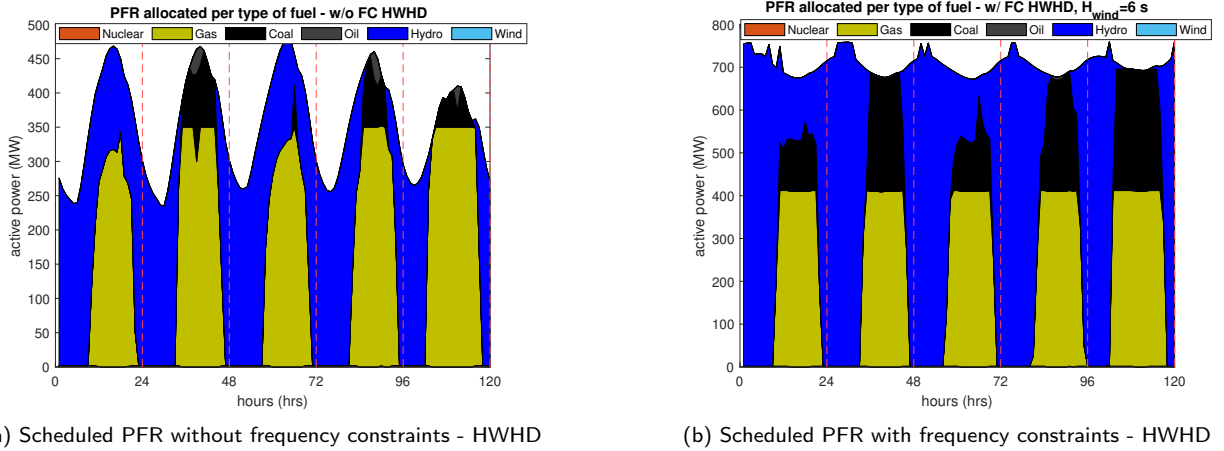 PFR allocated per type of fuel - w/o FC HWHD
Nuclear Gas Coal Oil Hydro Wind
500
450
400
350
300
250
200
150
100
50
0
active power (MW)
0 24 48 72 96 120
hours (hrs)
) Scheduled PFR without frequency constraints - HWHD
PFR allocated per type of fuel - w/ FC HWHD, H_wind=6 s
Nuclear Gas Coal Oil Hydro Wind
800
700
600
500
400
300
200
100
0
active power (MW)
0 24 48 72 96 120
hours (hrs)
(b) Scheduled PFR with frequency constraints - HWHD